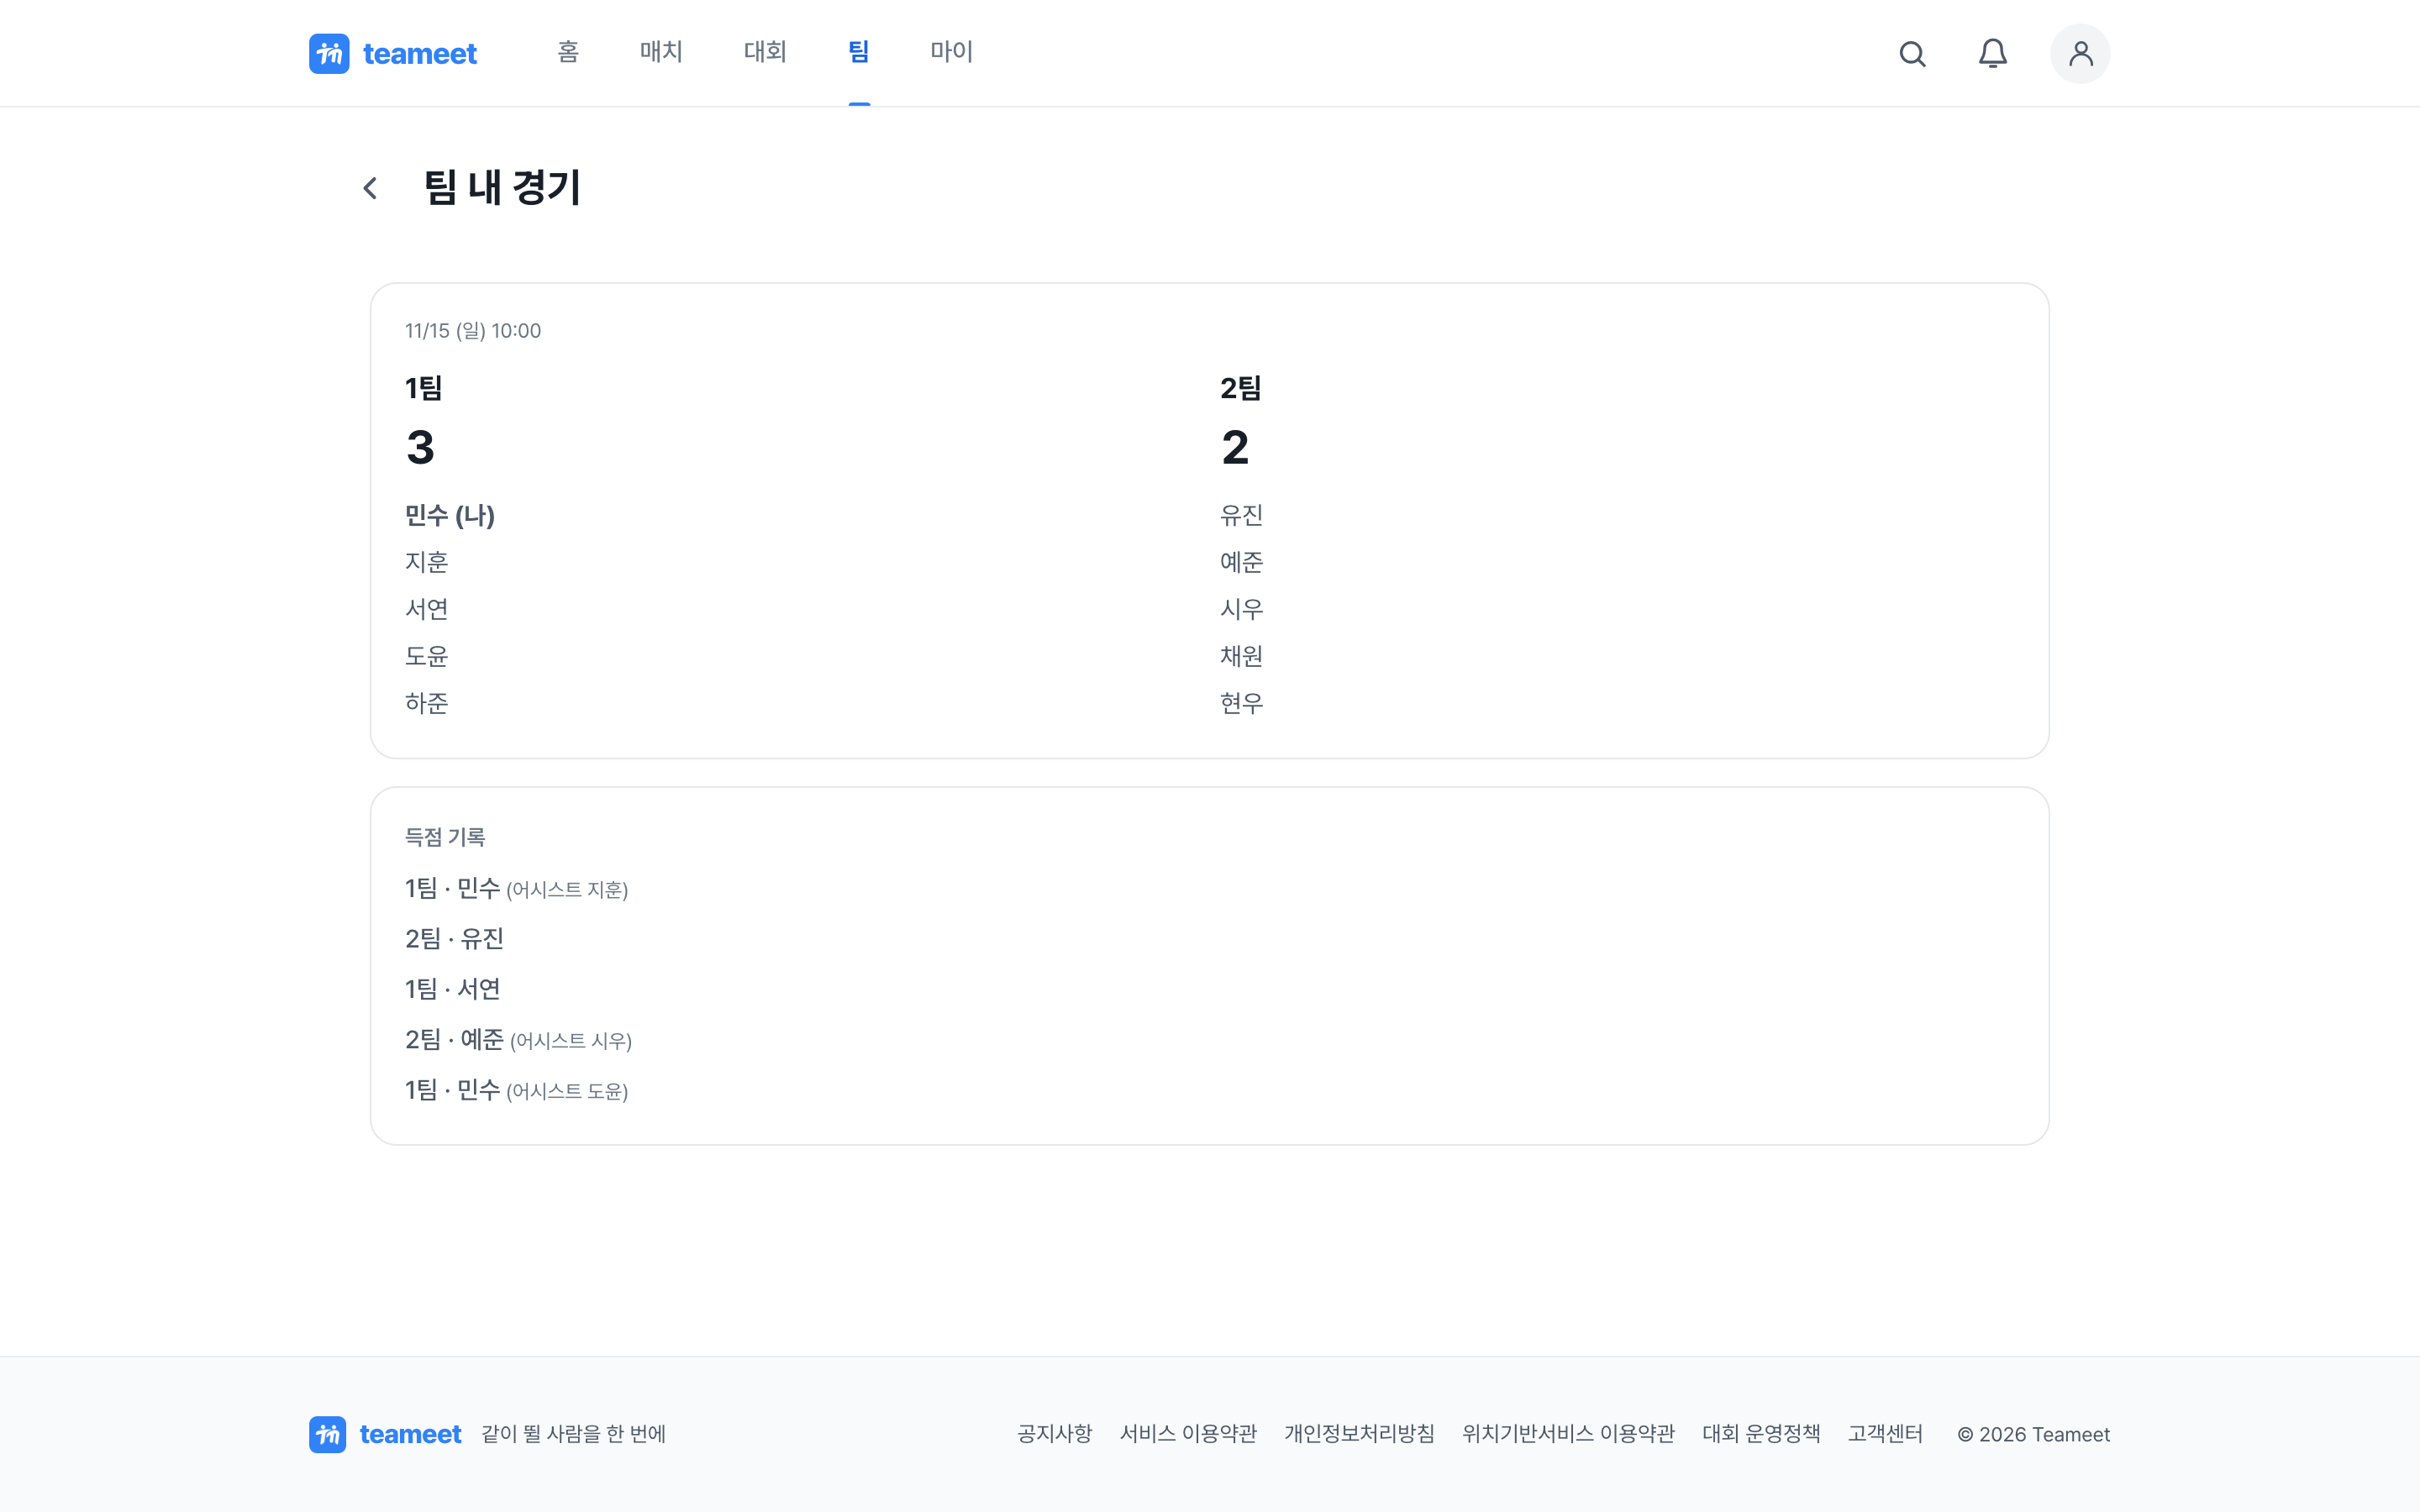 teameet 홈 매치 대회 팀 마이
팀 내 경기
11/15 (일) 10:00
1팀
3
민수 (나)
지훈
서연
도윤
하준
2팀
2
유진
예준
시우
채원
현우
득점 기록
1팀 · 민수 (어시스트 지훈)
2팀 · 유진
1팀 · 서연
2팀 · 예준 (어시스트 시우)
1팀 · 민수 (어시스트 도윤)
teameet 같이 뛸 사람을 한 번에 공지사항 서비스 이용약관 개인정보처리방침 위치기반서비스 이용약관 대회 운영정책 고객센터 © 2026 Teameet